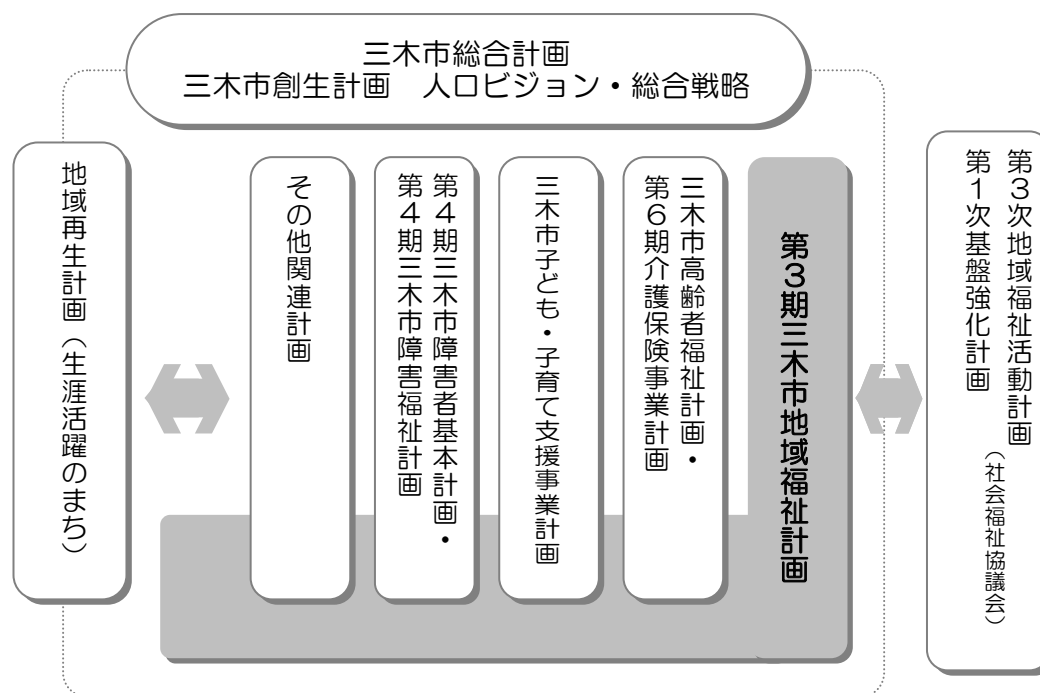 三木市総合計画
三木市創生計画　人口ビジョン・総合戦略
地域再生計画（生涯活躍のまち）
その他関連計画
第４期三木市障害者基本計画・
第４期三木市障害福祉計画
三木市子ども・子育て支援事業計画
三木市高齢者福祉計画・
第６期介護保険事業計画
第３期三木市地域福祉計画
第３次地域福祉活動計画
第１次基盤強化計画
（社会福祉協議会）